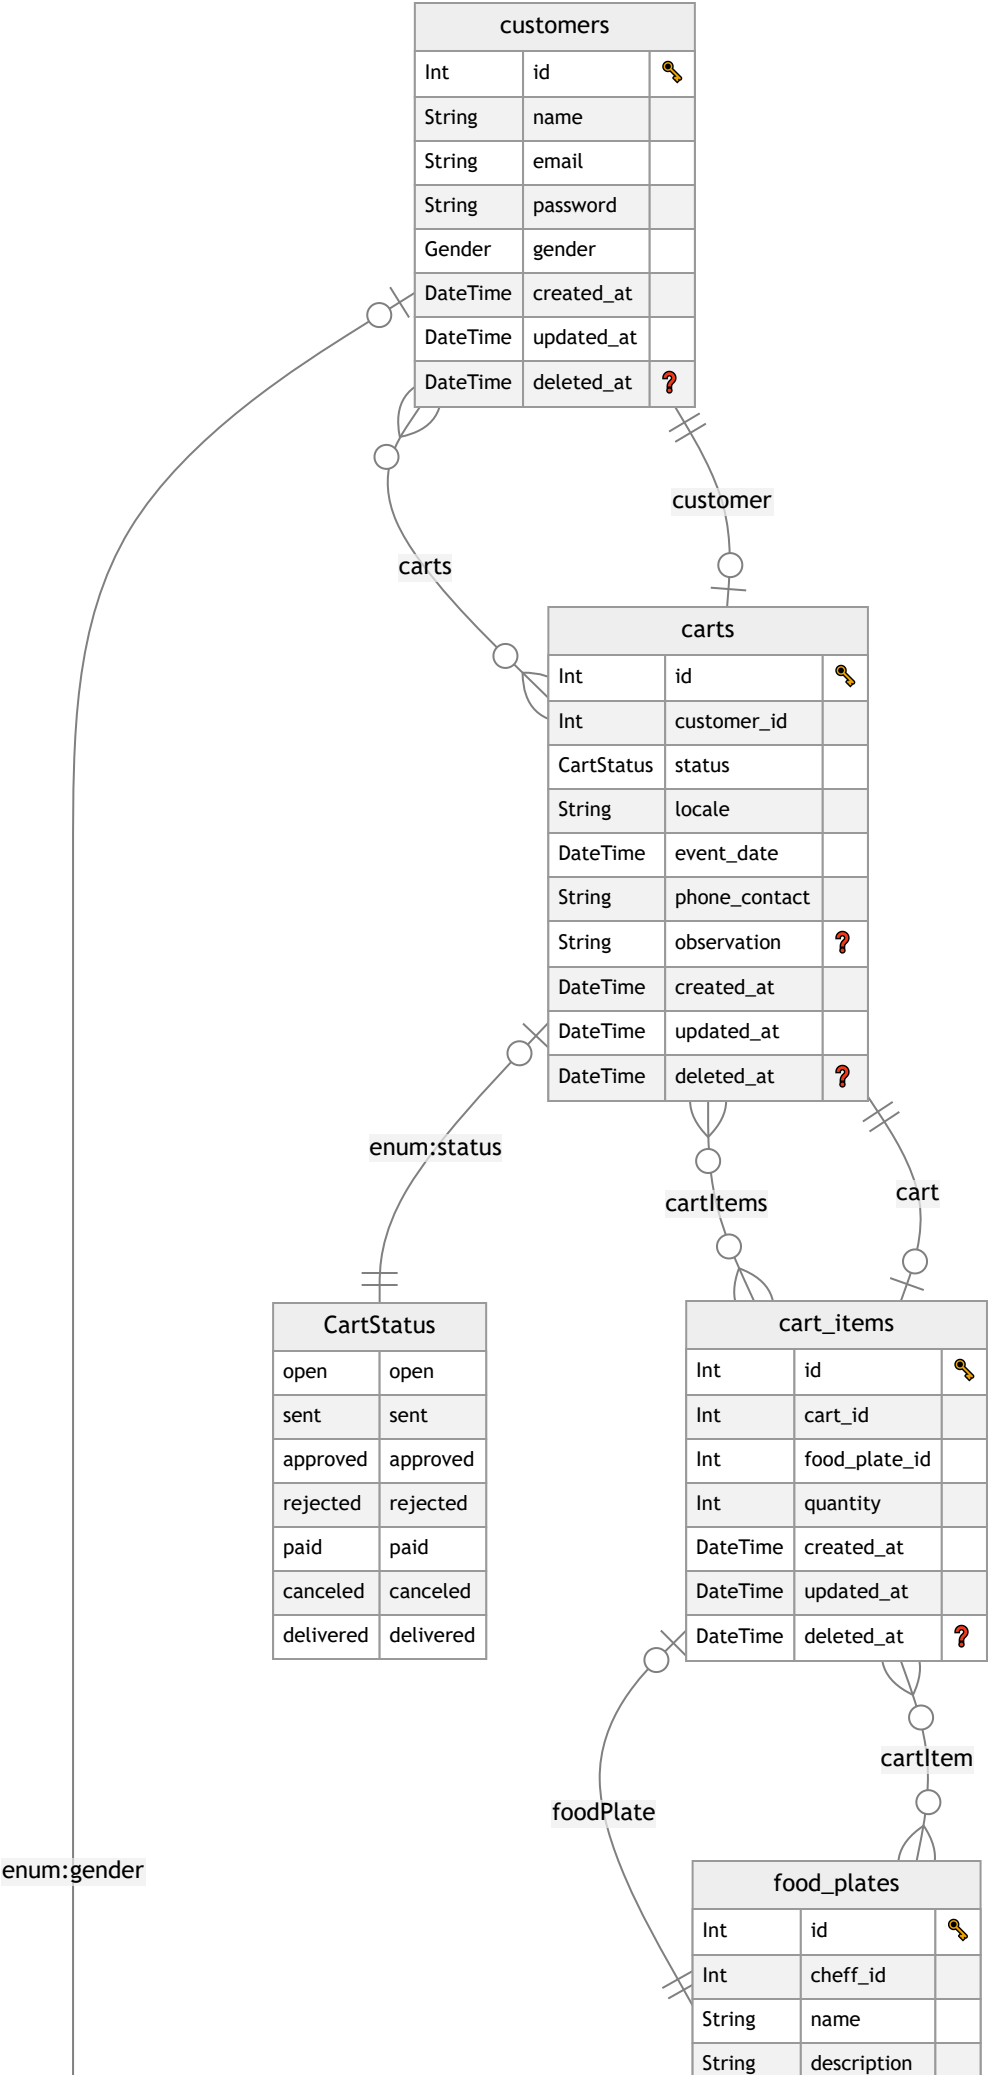 customers
Int id 🔑
String name
String email
String password
Gender gender
DateTime created_at
DateTime updated_at
DateTime deleted_at ❓
customer
carts
carts
Int id 🔑
Int customer_id
CartStatus status
String locale
DateTime event_date
String phone_contact
String observation ❓
DateTime created_at
DateTime updated_at
DateTime deleted_at ❓
enum:status
cartItems
cart
CartStatus
open open
sent sent
approved approved
rejected rejected
paid paid
canceled canceled
delivered delivered
cart_items
Int id 🔑
Int cart_id
Int food_plate_id
Int quantity
DateTime created_at
DateTime updated_at
DateTime deleted_at ❓
cartItem
foodPlate
enum:gender
food_plates
Int id 🔑
Int cheff_id
String name
String description